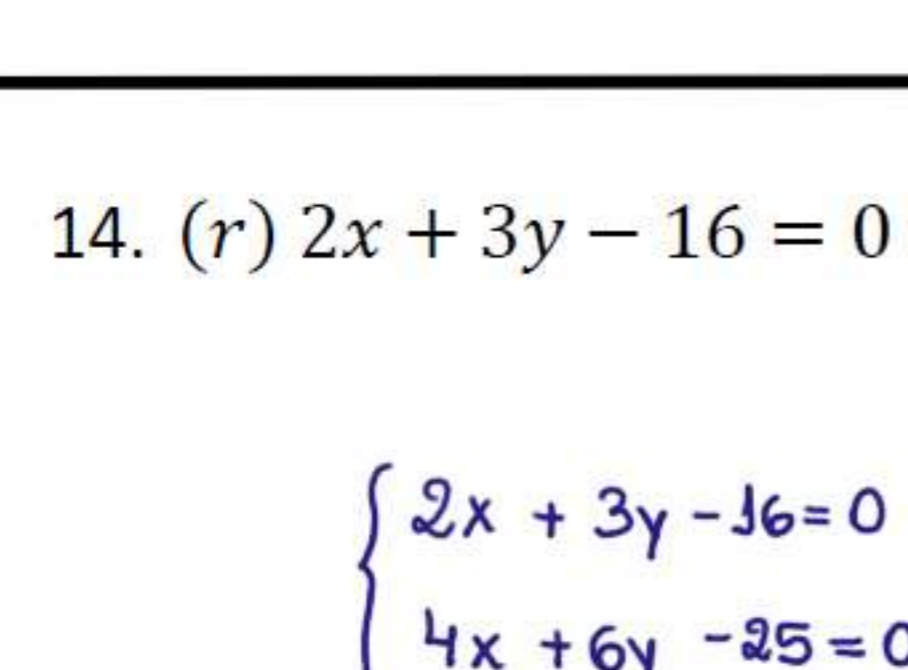 14. (r) 2x + 3y − 16 = 0
2x + 3y - 16 = 0
4x + 6y - 25 = 0